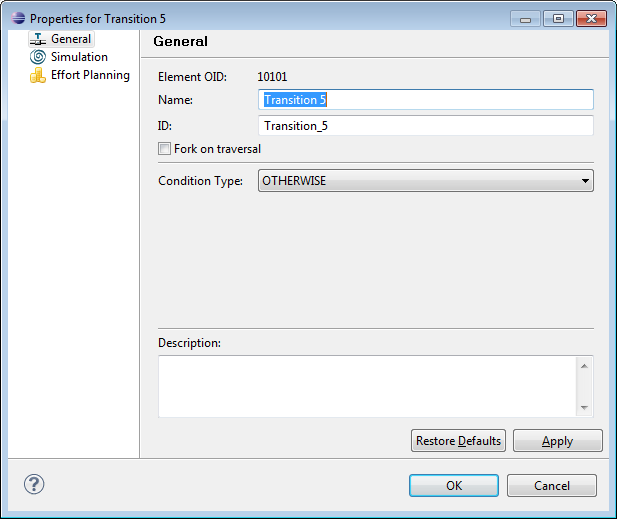 Properties for Transition 5
General
Simulation
Effort Planning
General
Element OID: 10101
Name: Transition 5
ID: Transition_5
Fork on traversal
Condition Type: OTHERWISE
Description:
Restore Defaults Apply
? OK Cancel